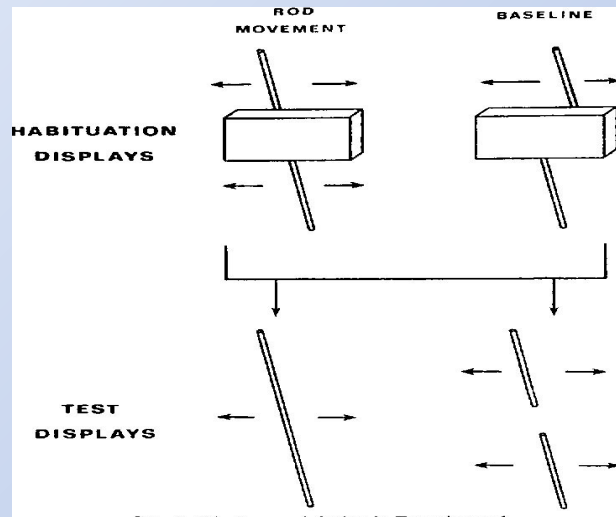 ROD
MOVEMENT
BASELINE
HABITUATION
DISPLAYS
TEST
DISPLAYS